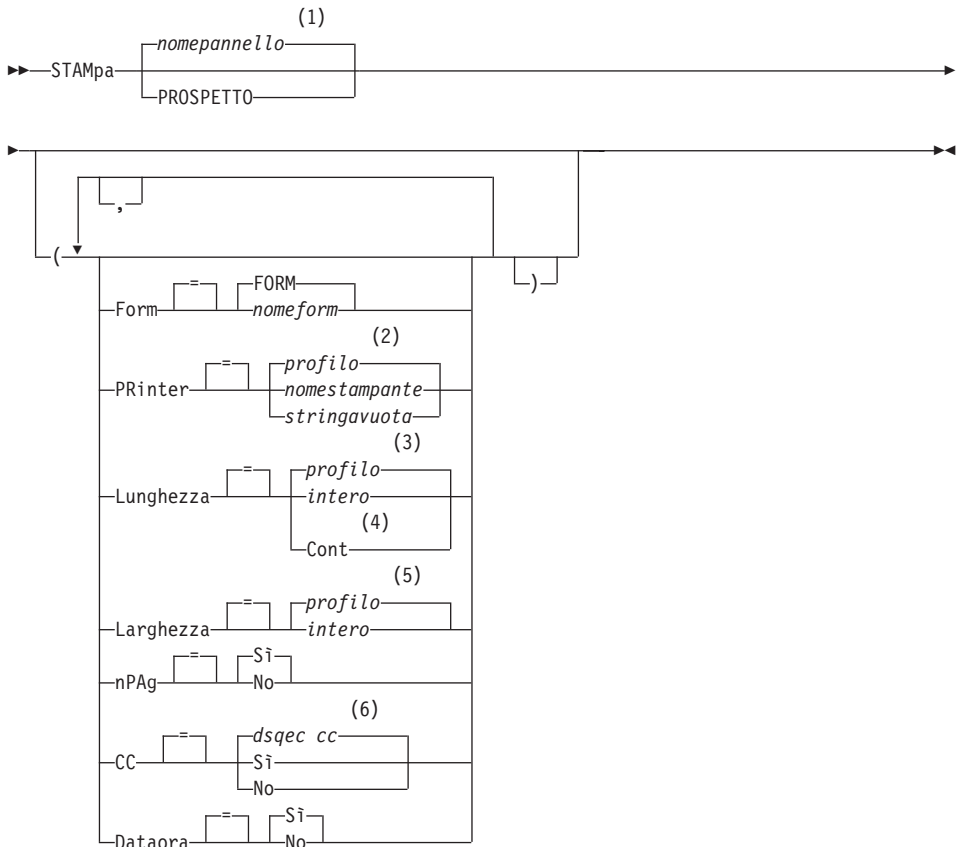 (1)
nomepannello
STAMpa
PROSPETTO
,
(
)
= FORM
Form nomeform
(2)
= profilo
PRinter nomestampante
stringavuota
(3)
= profilo
Lunghezza intero
(4)
Cont
(5)
= profilo
Larghezza intero
= Sì
nPAg No
(6)
= dsqec cc
CC Sì
No
= Sì
Dataora No